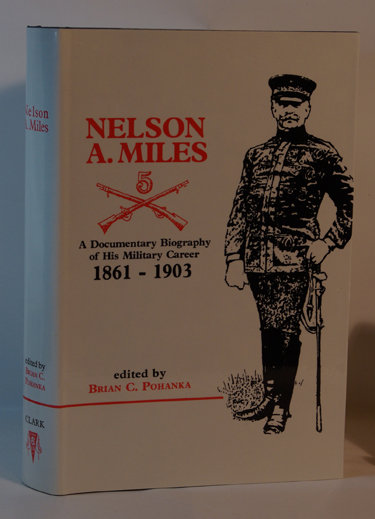 NELSON
A. MILES
5
A Documentary Biography
of His Military Career
1861 - 1903
edited by
BRIAN C. POHANKA
Nelson
A. Miles
edited by
BRIAN C.
POHANKA
CLARK